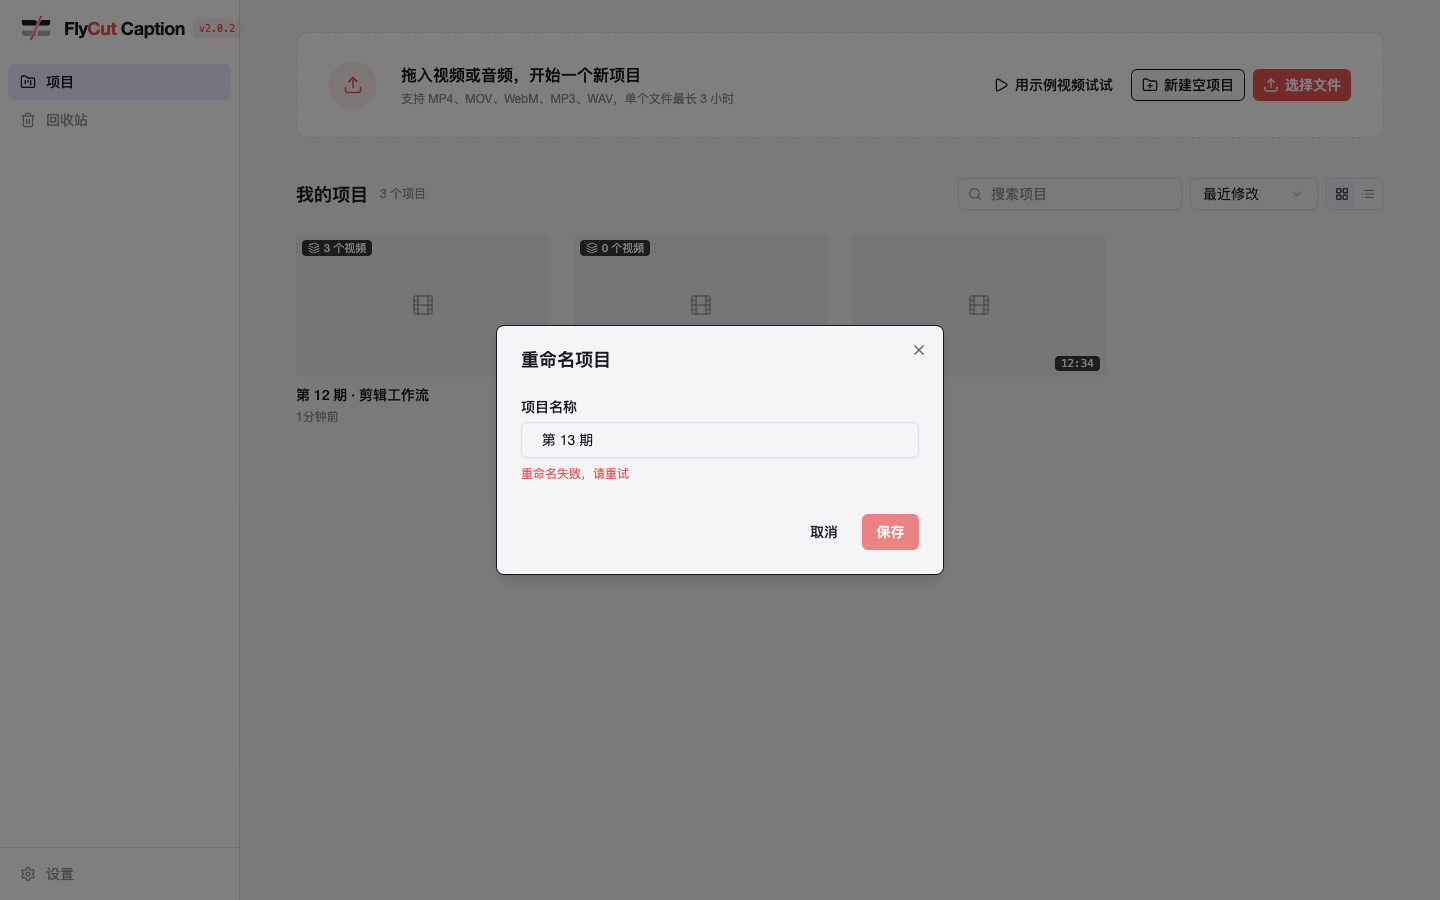 FlyCut Caption v2.0.2
项目
回收站
拖入视频或音频，开始一个新项目
支持 MP4、MOV、WebM、MP3、WAV，单个文件最长 3 小时
用示例视频试试
新建空项目
选择文件
我的项目 3 个项目
搜索项目
最近修改
3 个视频
0 个视频
12:34
第 12 期 · 剪辑工作流
1分钟前
重命名项目
项目名称
第 13 期
重命名失败，请重试
取消
保存
设置